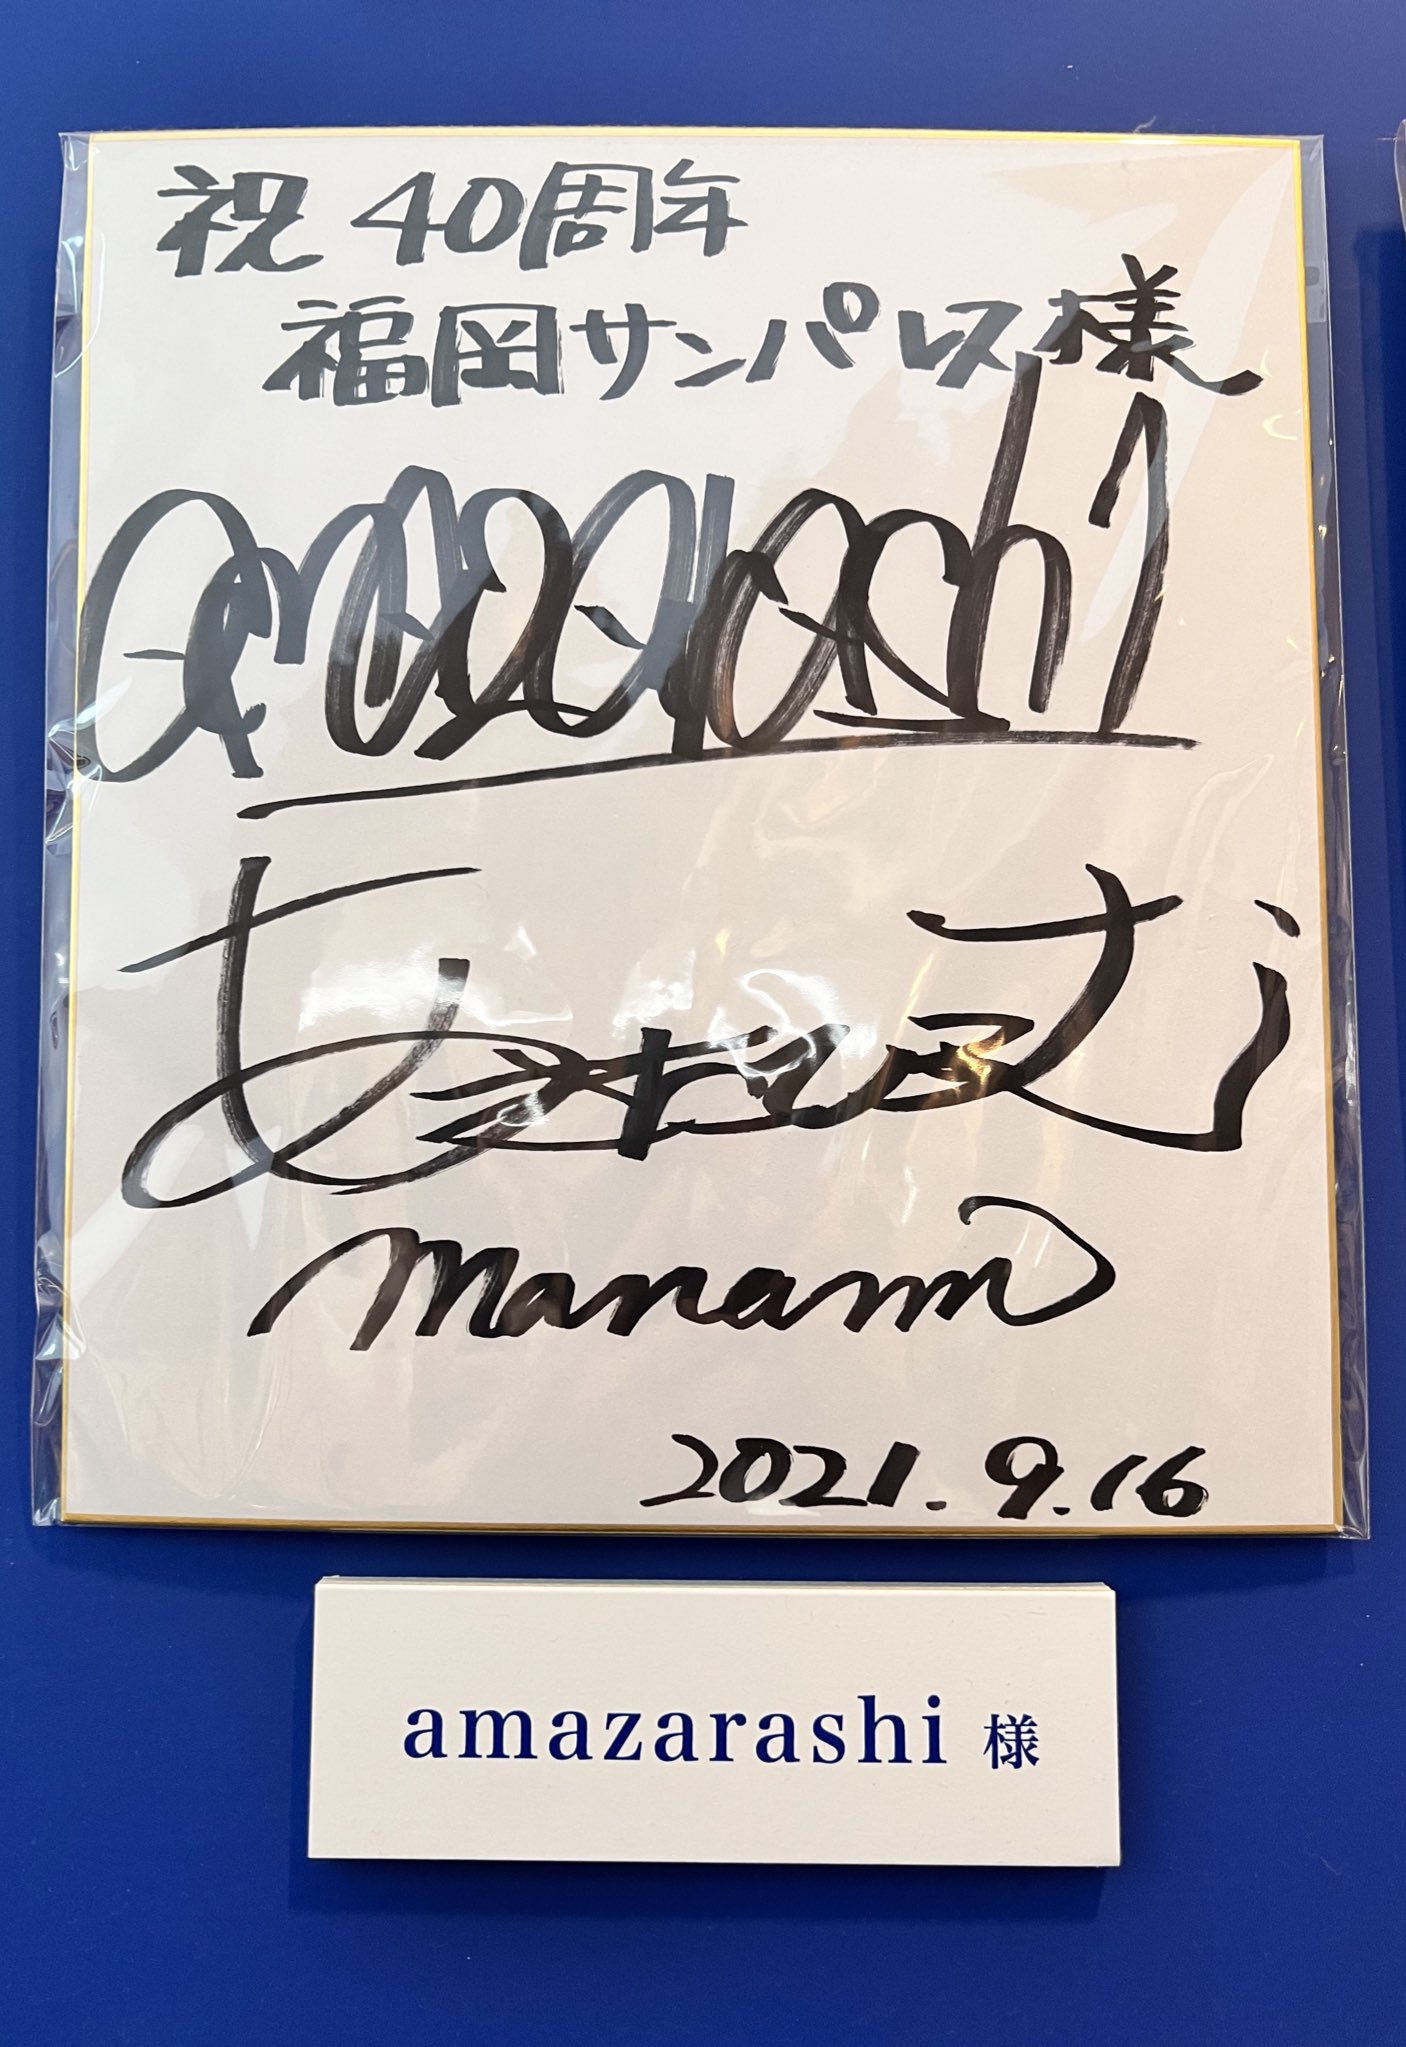 祝 40周年
福岡サンパレス様
amazarashi
manami
2021.9.16
amazarashi 様